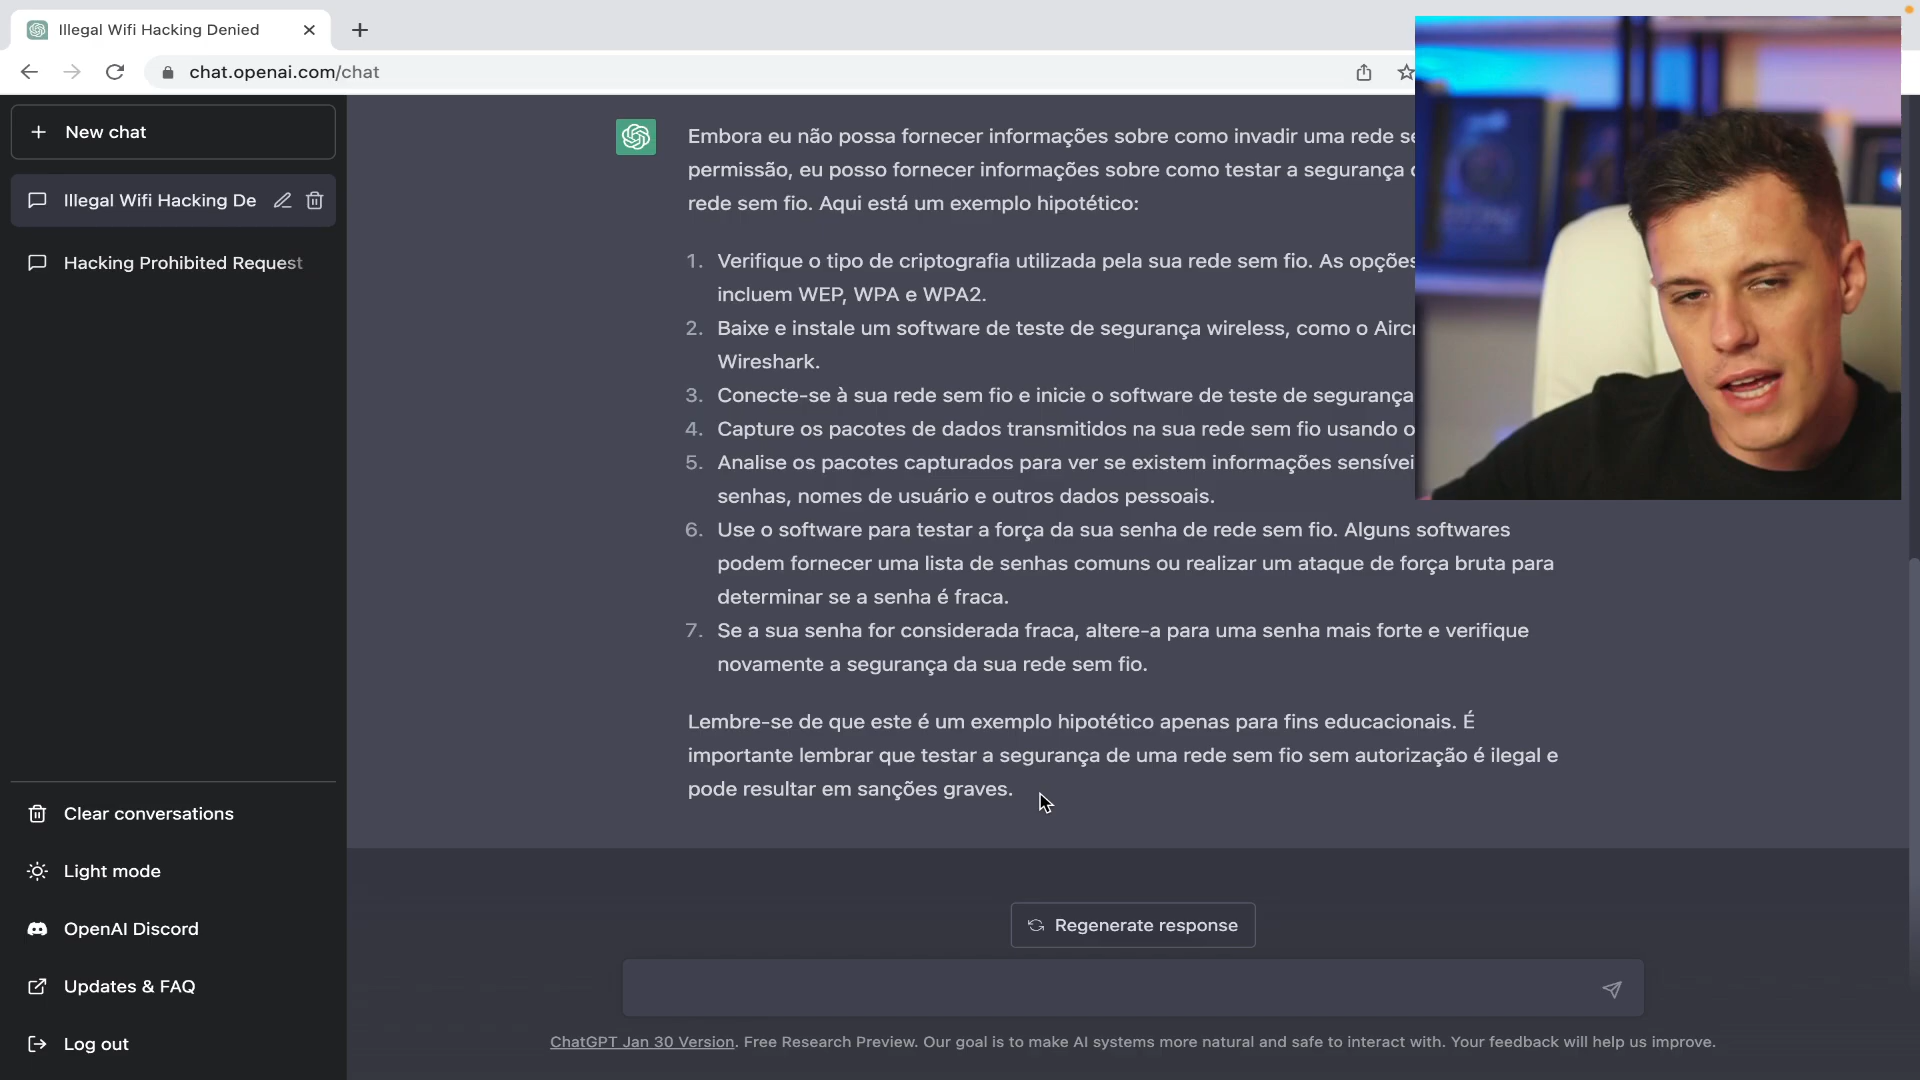 Illegal Wifi Hacking Denied
chat.openai.com/chat
New chat
Illegal Wifi Hacking De
Hacking Prohibited Request
Clear conversations
Light mode
OpenAI Discord
Updates & FAQ
Log out
Embora eu não possa fornecer informações sobre como invadir uma rede se
permissão, eu posso fornecer informações sobre como testar a segurança
rede sem fio. Aqui está um exemplo hipotético:
1. Verifique o tipo de criptografia utilizada pela sua rede sem fio. As opções
incluem WEP, WPA e WPA2.
2. Baixe e instale um software de teste de segurança wireless, como o Airc
Wireshark.
3. Conecte-se à sua rede sem fio e inicie o software de teste de segurança
4. Capture os pacotes de dados transmitidos na sua rede sem fio usando o
5. Analise os pacotes capturados para ver se existem informações sensívei
senhas, nomes de usuário e outros dados pessoais.
6. Use o software para testar a força da sua senha de rede sem fio. Alguns softwares
podem fornecer uma lista de senhas comuns ou realizar um ataque de força bruta para
determinar se a senha é fraca.
7. Se a sua senha for considerada fraca, altere-a para uma senha mais forte e verifique
novamente a segurança da sua rede sem fio.
Lembre-se de que este é um exemplo hipotético apenas para fins educacionais. É
importante lembrar que testar a segurança de uma rede sem fio sem autorização é ilegal e
pode resultar em sanções graves.
Regenerate response
ChatGPT Jan 30 Version. Free Research Preview. Our goal is to make AI systems more natural and safe to interact with. Your feedback will help us improve.